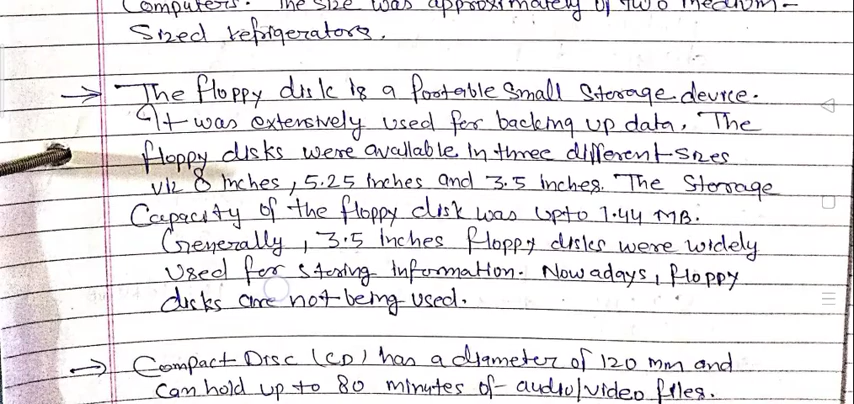 Computers. The size was approximately of two medium-
Sized refrigerators.
→ The floppy disk is a Portable Small Storage device.
It was extensively used for backing up data. The
floppy disks were available in three different sizes
viz 8 Inches, 5.25 inches and 3.5 inches. The Storage
Capacity of the floppy disk was upto 1.44 MB.
Generally, 3.5 inches floppy disks were widely
Used for storing information. Nowadays, floppy
disks are not being used.
→ Compact Disc (CD) has a diameter of 120 mm and
Can hold up to 80 minutes of audio/video files.